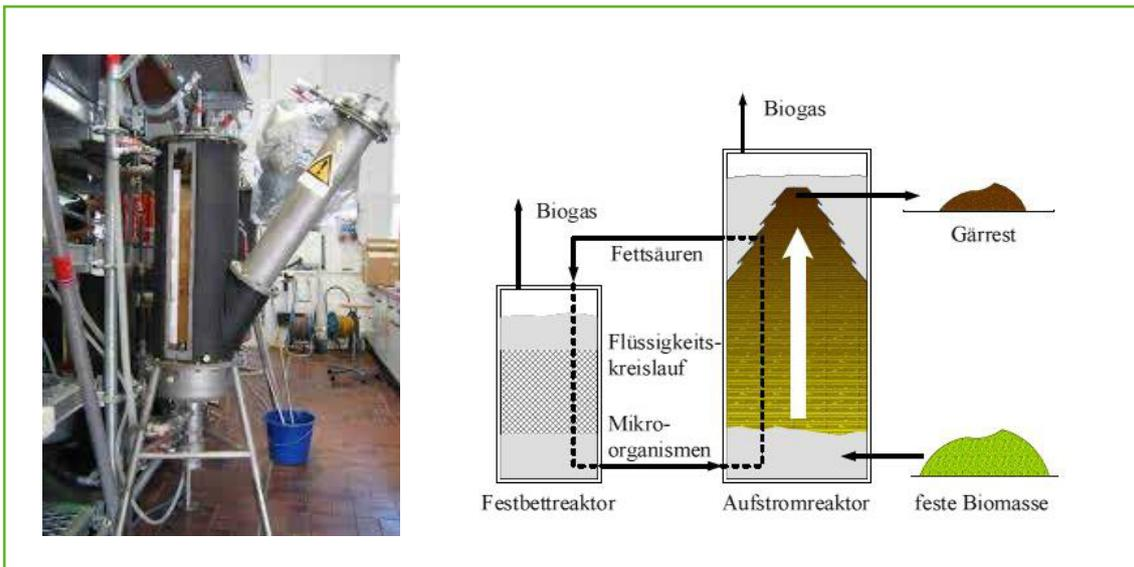 Biogas
Biogas
Gärrest
Fettsäuren
Flüssigkeits-
kreislauf
Mikro-
organismen
Festbettreaktor
Aufstromreaktor
feste Biomasse